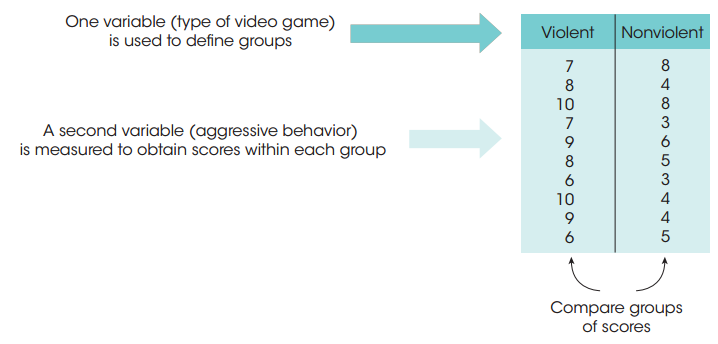 One variable (type of video game)
is used to define groups
Violent Nonviolent
7 8
8 4
10 8
7 3
9 6
8 5
6 3
10 4
9 4
6 5
A second variable (aggressive behavior)
is measured to obtain scores within each group
Compare groups
of scores